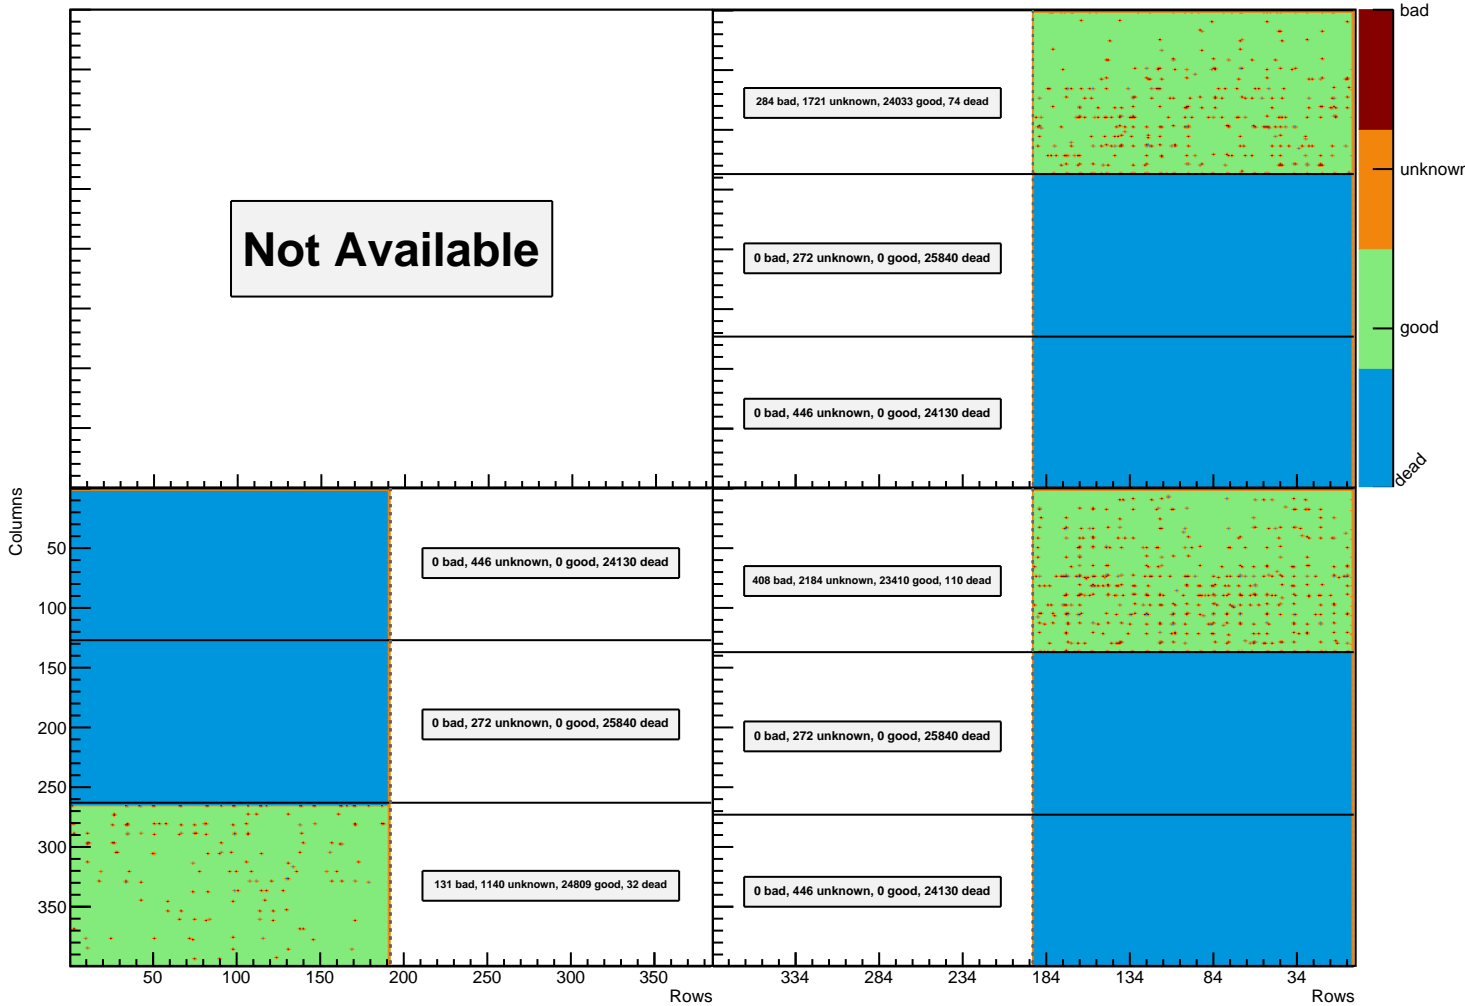 bad
284 bad, 1721 unknown, 24033 good, 74 dead
unknown
Not Available
0 bad, 272 unknown, 0 good, 25840 dead
good
0 bad, 446 unknown, 0 good, 24130 dead
dead
Columns
50
100
150
200
250
300
350
0 bad, 446 unknown, 0 good, 24130 dead
0 bad, 272 unknown, 0 good, 25840 dead
131 bad, 1140 unknown, 24809 good, 32 dead
408 bad, 2184 unknown, 23410 good, 110 dead
0 bad, 272 unknown, 0 good, 25840 dead
0 bad, 446 unknown, 0 good, 24130 dead
50 100 150 200 250 300 350
Rows
334 284 234 184 134 84 34
Rows